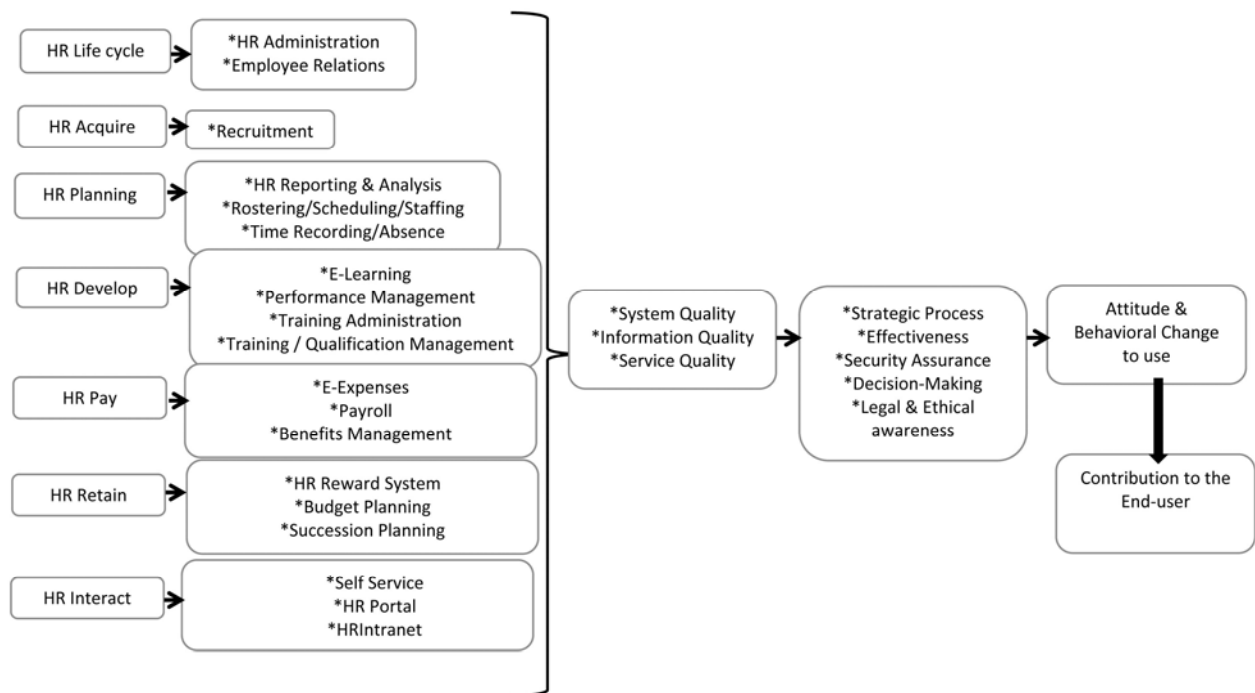 HR Life cycle
*HR Administration
*Employee Relations
HR Acquire
*Recruitment
HR Planning
*HR Reporting & Analysis
*Rostering/Scheduling/Staffing
*Time Recording/Absence
HR Develop
*E-Learning
*Performance Management
*Training Administration
*Training / Qualification Management
HR Pay
*E-Expenses
*Payroll
*Benefits Management
HR Retain
*HR Reward System
*Budget Planning
*Succession Planning
HR Interact
*Self Service
*HR Portal
*HRIntranet
*System Quality
*Information Quality
*Service Quality
*Strategic Process
*Effectiveness
*Security Assurance
*Decision-Making
*Legal & Ethical
awareness
Attitude &
Behavioral Change
to use
Contribution to the
End-user